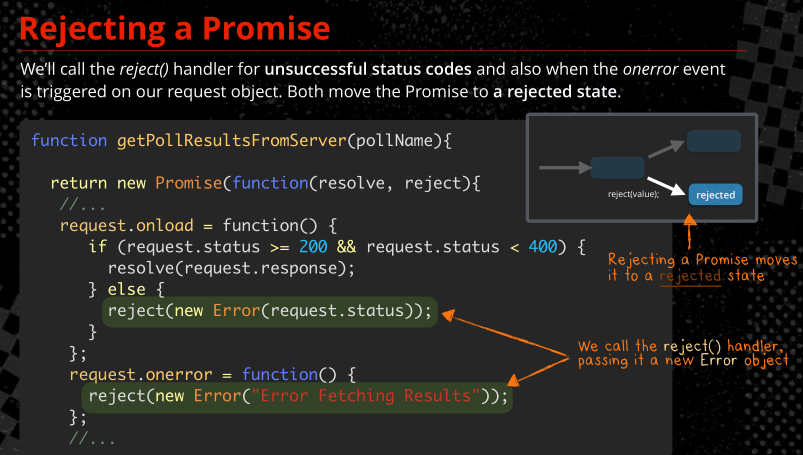 Rejecting a Promise
We'll call the reject() handler for unsuccessful status codes and also when the onerror event
is triggered on our request object. Both move the Promise to a rejected state.
function getPollResultsFromServer(pollName){
return new Promise(function(resolve, reject){
//...
request.onload = function() {
if (request.status >= 200 && request.status < 400) {
resolve(request.response);
} else {
reject(new Error(request.status));
}
};
request.onerror = function() {
reject(new Error("Error Fetching Results"));
};
//...
reject(value);
rejected
Rejecting a Promise moves
it to a rejected state
We call the reject() handler,
passing it a new Error object